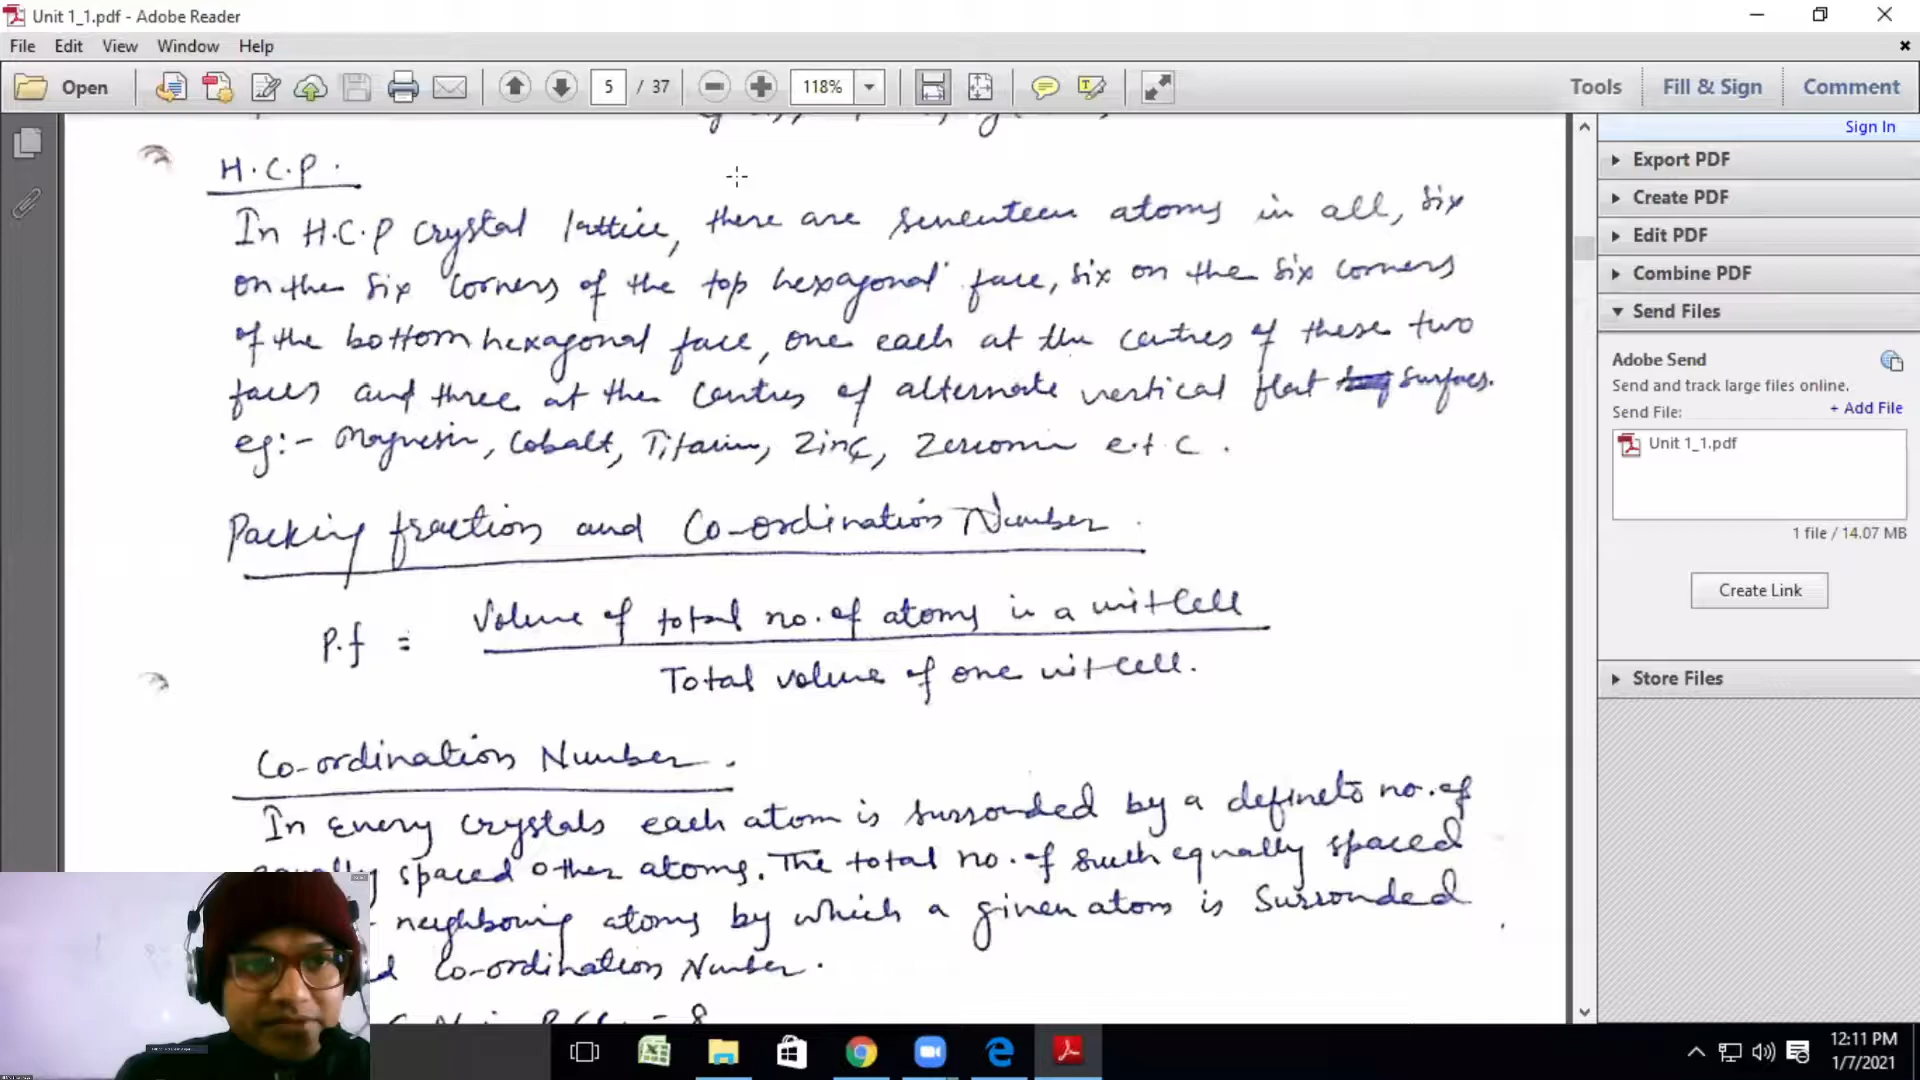 Unit 1_1.pdf - Adobe Reader
File Edit View Window Help
Open 5 / 37 118% Tools Fill & Sign Comment
Sign In
H.C.P.
In H.C.P crystal lattice, there are seventeen atoms in all, six
on the six corners of the top hexagonal face, six on the six corners
of the bottom hexagonal face, one each at the centres of these two
faces and three at the centres of alternate vertical flat surfaces.
eg:- Cobalt, Zinc, e.t.c.
Packing fraction and Co-ordination Number.
P.f = Volume of total no. of atoms in a unit cell
Total volume of one unit cell.
Co-ordination Number.
In Every crystals each atom is surrounded by a no. of
spaced other atoms. The total no. of such equally spaced
neighbouring atoms by which a given atom is Surrounded
Co-ordination Number.
Export PDF
Create PDF
Edit PDF
Combine PDF
Send Files
Adobe Send
Send and track large files online.
Send File:
+ Add File
Unit 1_1.pdf
1 file / 14.07 MB
Create Link
Store Files
12:11 PM
1/7/2021